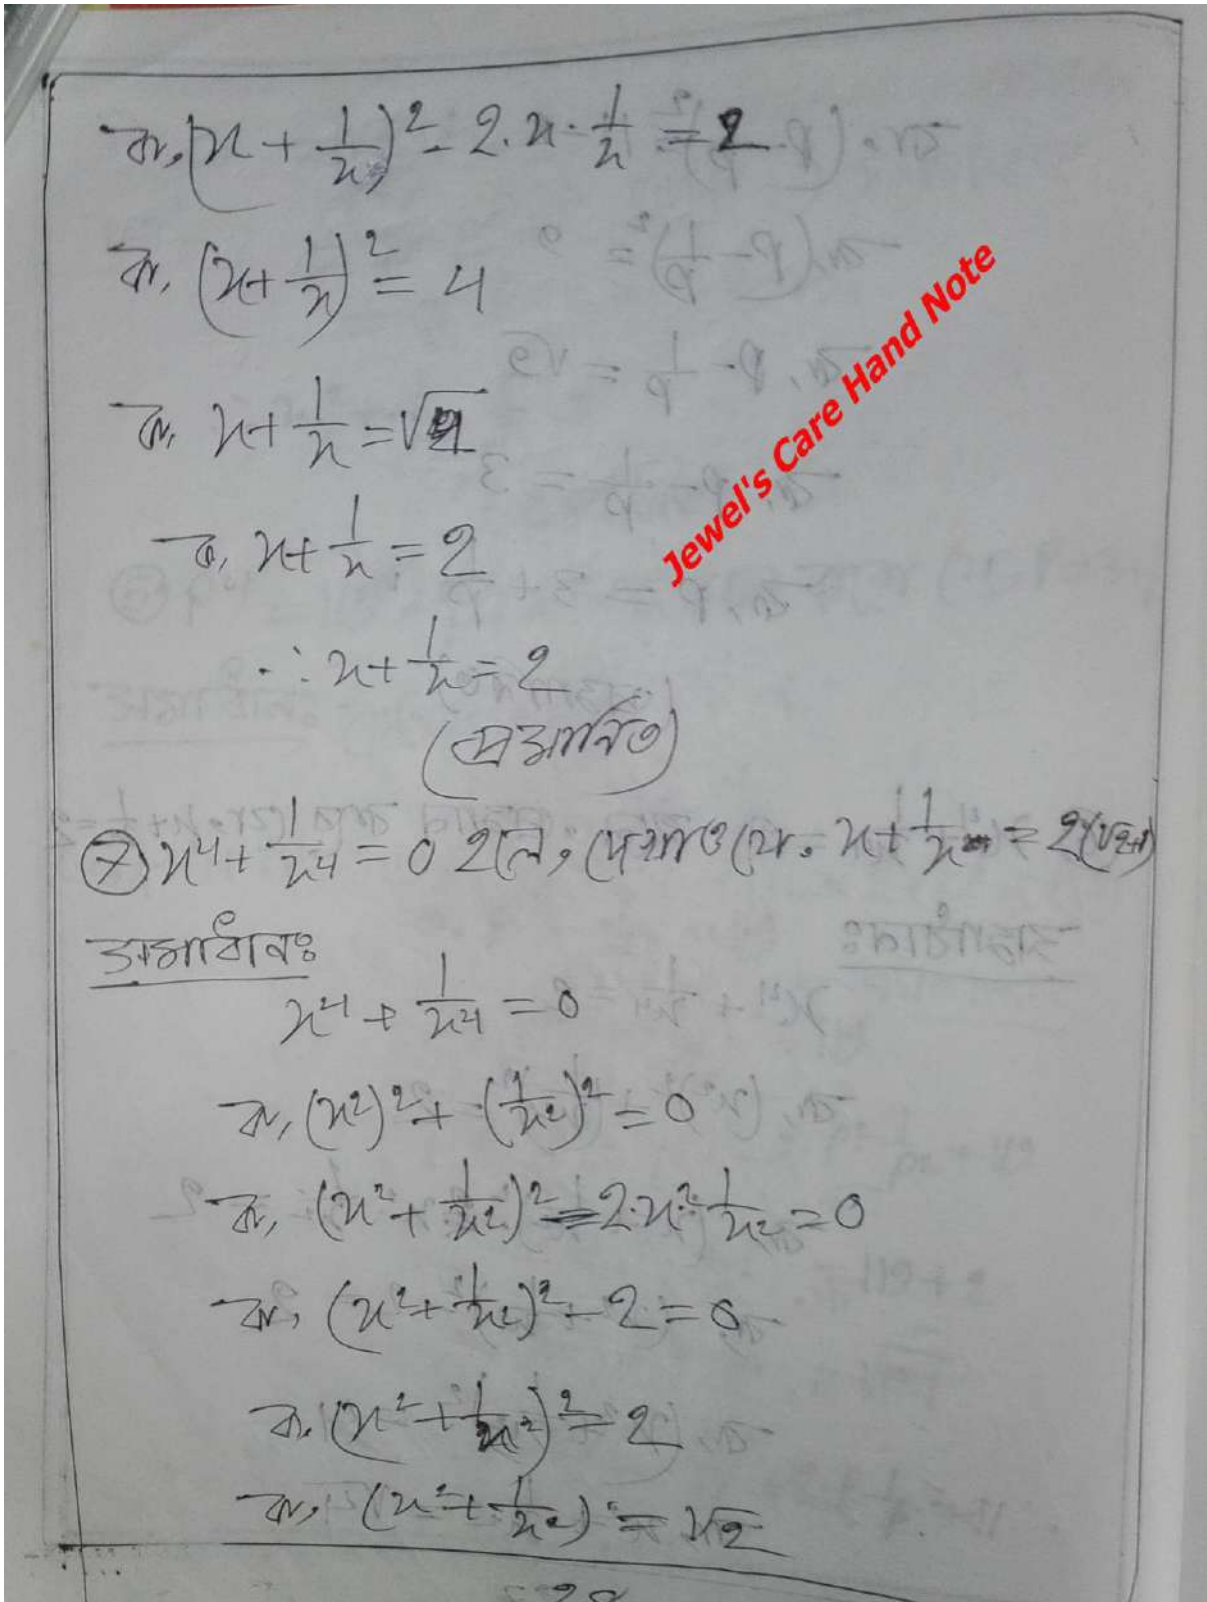 বা, (x + 1/x)² - 2.x.1/x = 2
বা, (x + 1/x)² = 4
বা, x + 1/x = √4
বা, x + 1/x = 2
∴ x + 1/x = 2
(প্রমাণিত)
Jewel's Care Hand Note
⑦ x⁴ + 1/x⁴ = 0 হলে, দেখাও যে, x + 1/x = 2(√2+1)
সমাধানঃ
x⁴ + 1/x⁴ = 0
বা, (x²)² + (1/x²)² = 0
বা, (x² + 1/x²)² - 2.x².1/x² = 0
বা, (x² + 1/x²)² - 2 = 0
বা, (x² + 1/x²)² = 2
বা, (x² + 1/x²) = √2